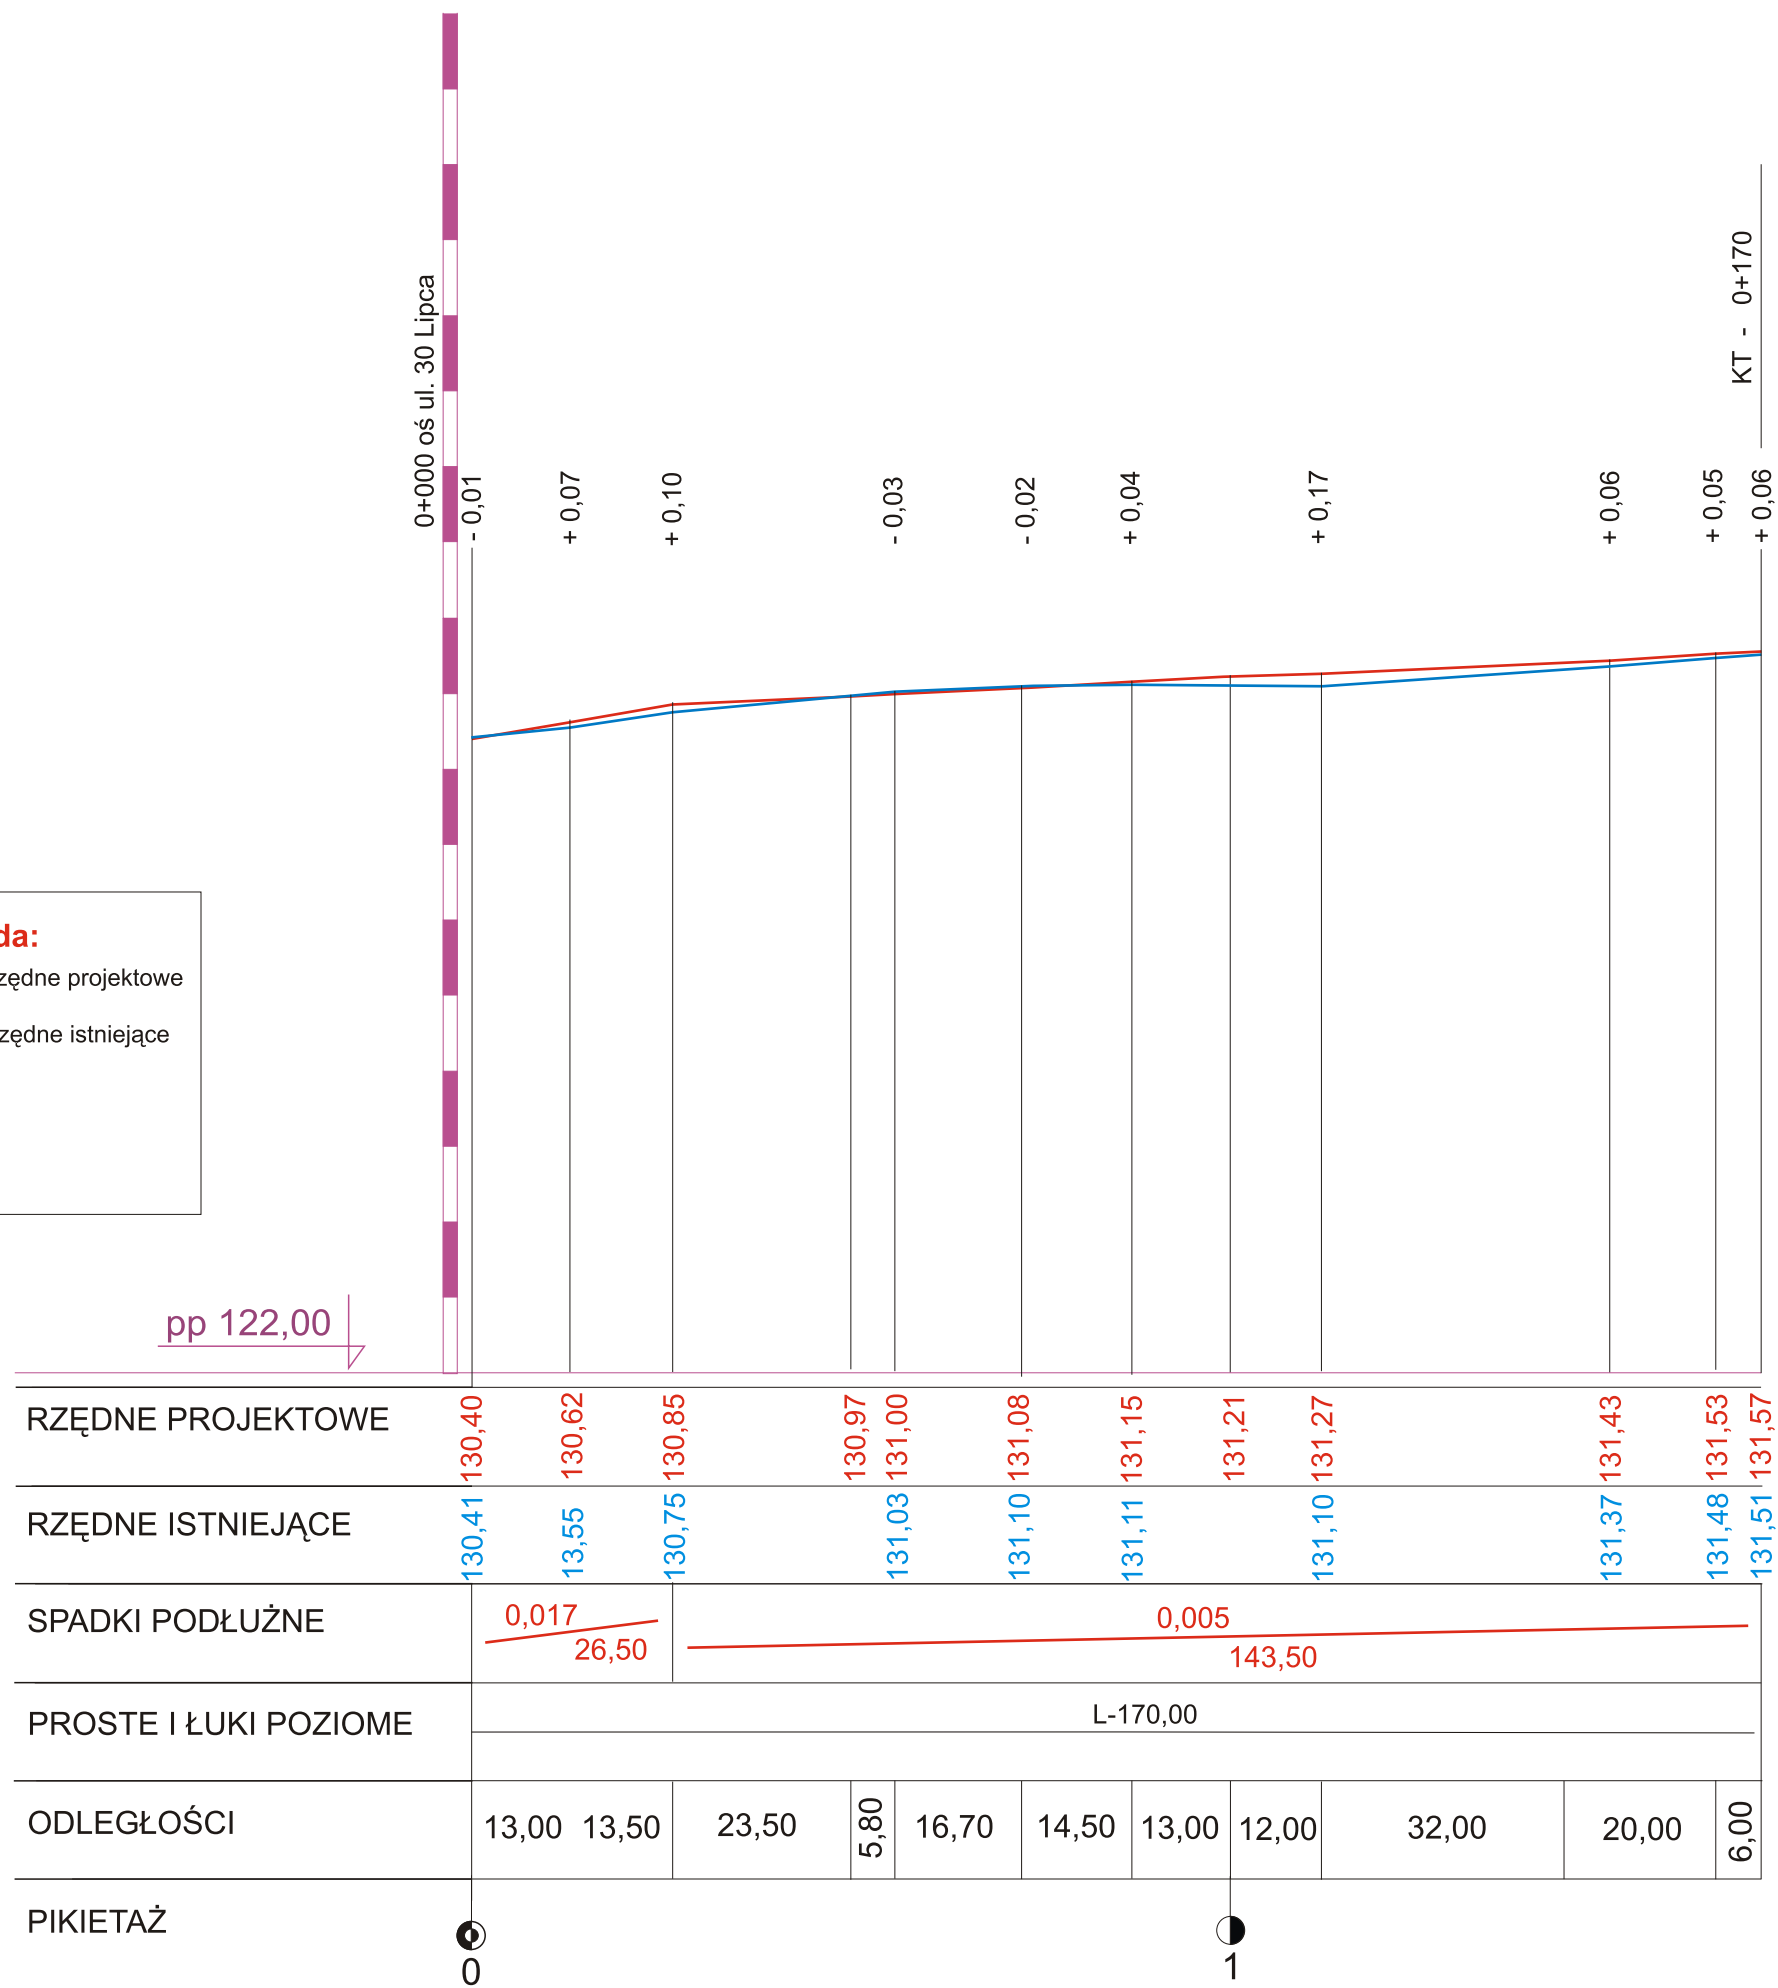 0+000 oś ul. 30 Lipca
KT - 0+170
- 0,01 + 0,07 + 0,10 - 0,03 - 0,02 + 0,04 + 0,17 + 0,06 + 0,05 + 0,06
da:
zędne projektowe
zędne istniejące
pp 122,00
RZĘDNE PROJEKTOWE 130,40 130,62 130,85 130,97 131,00 131,08 131,15 131,21 131,27 131,43 131,53 131,57
RZĘDNE ISTNIEJĄCE 130,41 13,55 130,75 131,03 131,10 131,11 131,10 131,37 131,48 131,51
SPADKI PODŁUŻNE 0,017 26,50 0,005 143,50
PROSTE I ŁUKI POZIOME L-170,00
ODLEGŁOŚCI 13,00 13,50 23,50 5,80 16,70 14,50 13,00 12,00 32,00 20,00 6,00
PIKIETAŻ
0 1